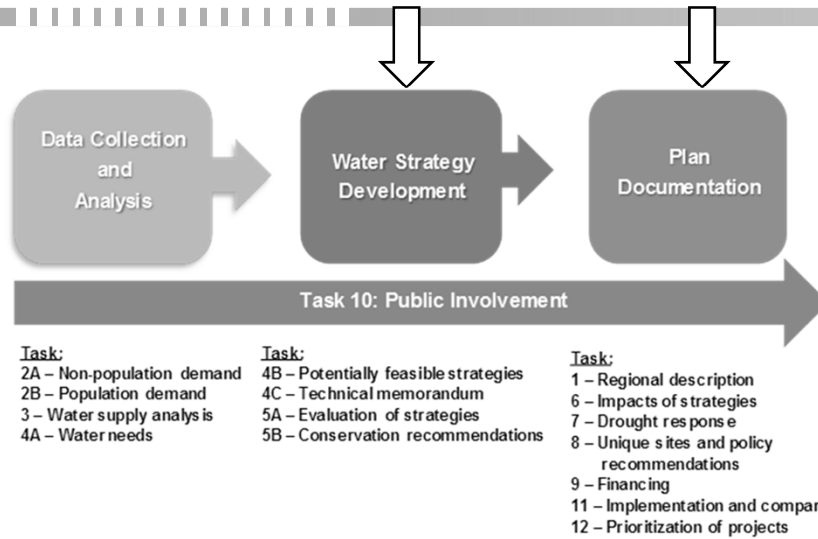 Data Collection
and
Analysis
Water Strategy
Development
Plan
Documentation
Task 10: Public Involvement
Task:
2A – Non-population demand
2B – Population demand
3 – Water supply analysis
4A – Water needs
Task:
4B – Potentially feasible strategies
4C – Technical memorandum
5A – Evaluation of strategies
5B – Conservation recommendations
Task:
1 – Regional description
6 – Impacts of strategies
7 – Drought response
8 – Unique sites and policy
recommendations
9 – Financing
11 – Implementation and compar
12 – Prioritization of projects